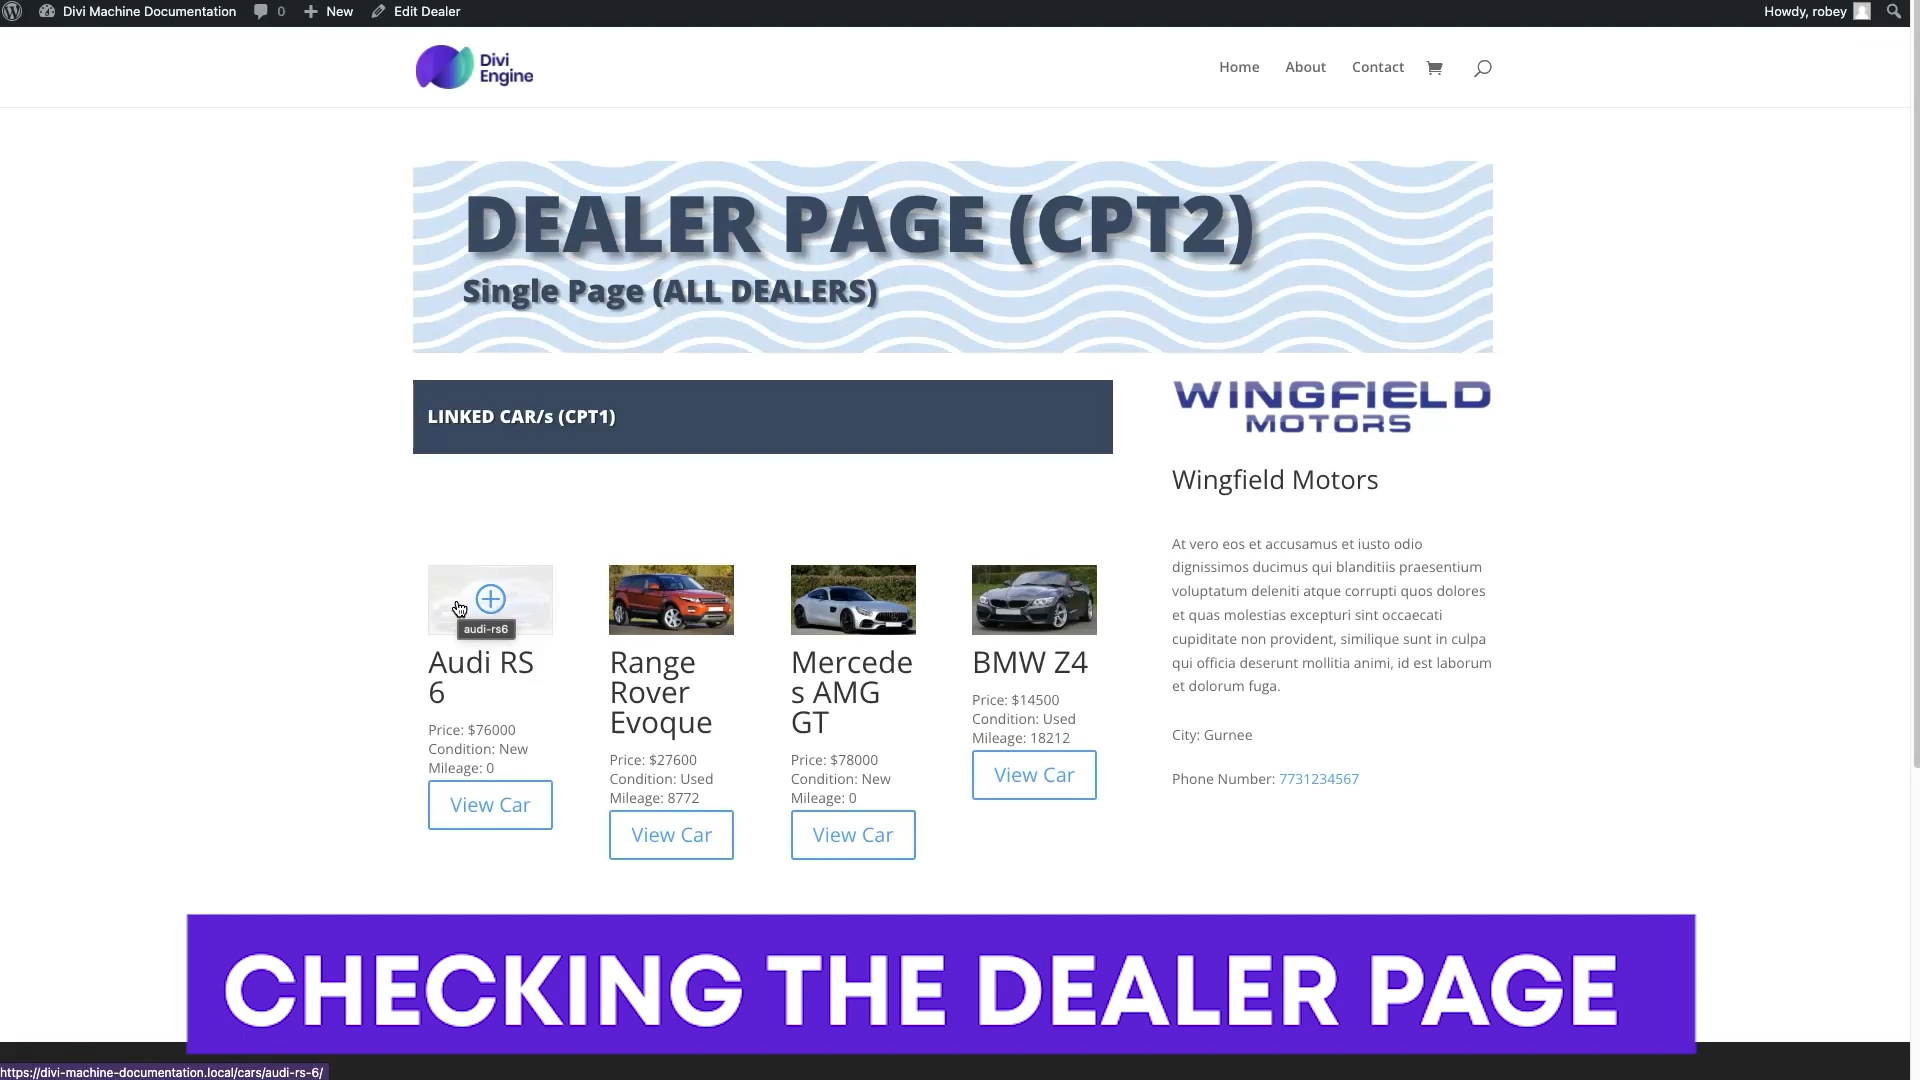 Divi Machine Documentation
0
New
Edit Dealer
Howdy, robey
Divi
Engine
Home
About
Contact
DEALER PAGE (CPT2)
Single Page (ALL DEALERS)
LINKED CAR/s (CPT1)
WINGFIELD
MOTORS
Wingfield Motors
At vero eos et accusamus et iusto odio
dignissimos ducimus qui blanditiis praesentium
voluptatum deleniti atque corrupti quos dolores
et quas molestias excepturi sint occaecati
cupiditate non provident, similique sunt in culpa
qui officia deserunt mollitia animi, id est laborum
et dolorum fuga.
City: Gurnee
Phone Number: 7731234567
audi-rs6
Audi RS
6
Price: $76000
Condition: New
Mileage: 0
View Car
Range
Rover
Evoque
Price: $27600
Condition: Used
Mileage: 8772
View Car
Mercede
s AMG
GT
Price: $78000
Condition: New
Mileage: 0
View Car
BMW Z4
Price: $14500
Condition: Used
Mileage: 18212
View Car
CHECKING THE DEALER PAGE
https://divi-machine-documentation.local/cars/audi-rs-6/